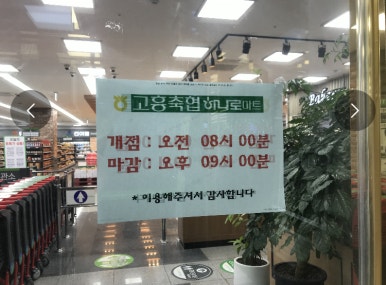 고흥축협 하나로마트
개점 : 오전 08시 00분
마감 : 오후 09시 00분
* 이용해주셔서 감사합니다